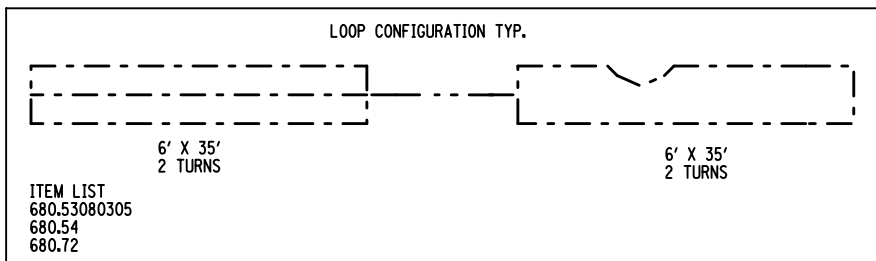 LOOP CONFIGURATION TYP.
6' X 35'
2 TURNS
6' X 35'
2 TURNS
ITEM LIST
680.53080305
680.54
680.72